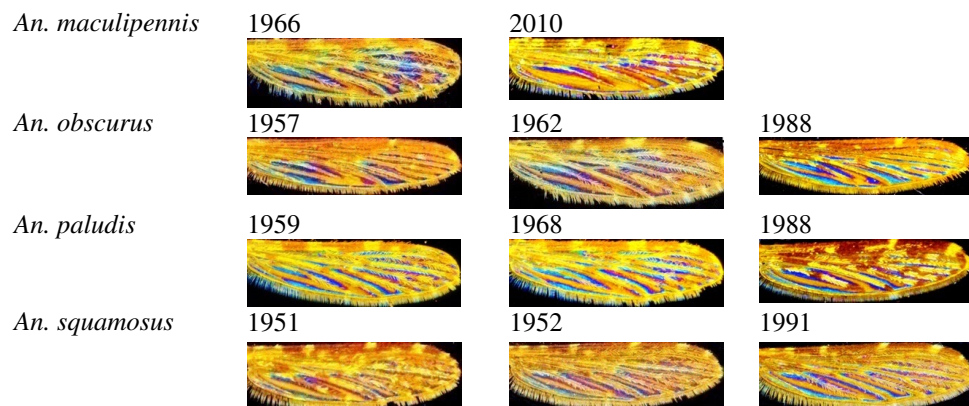 An. maculipennis 1966 2010
An. obscurus 1957 1962 1988
An. paludis 1959 1968 1988
An. squamosus 1951 1952 1991